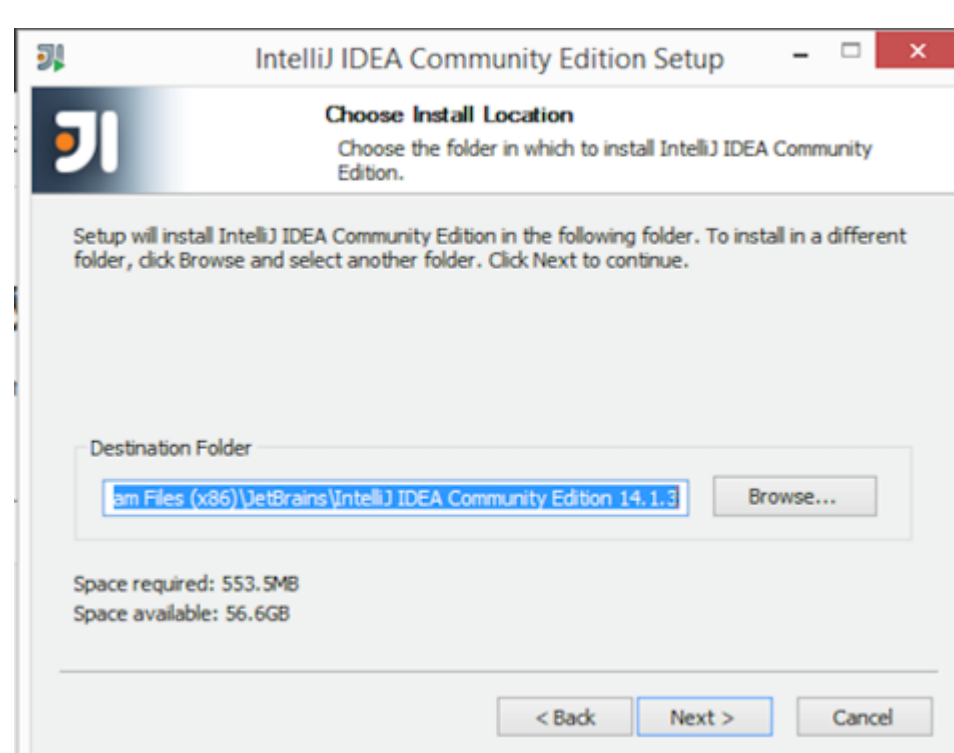 IntelliJ IDEA Community Edition Setup
JI
Choose Install Location
Choose the folder in which to install IntelliJ IDEA Community
Edition.
Setup will install IntelliJ IDEA Community Edition in the following folder. To install in a different
folder, click Browse and select another folder. Click Next to continue.
Destination Folder
am Files (x86)\JetBrains\IntelliJ IDEA Community Edition 14.1.3
Browse...
Space required: 553.5MB
Space available: 56.6GB
< Back
Next >
Cancel